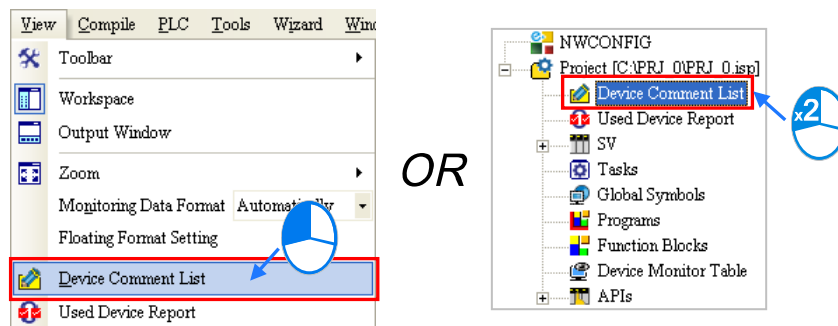 View Compile PLC Tools Wizard
Toolbar
Workspace
Output Window
Zoom
Monitoring Data Format Automatically
Floating Format Setting
Device Comment List
Used Device Report
OR
NWCONFIG
Project [C:\PRJ_0\PRJ_0.isp]
Device Comment List
x2
Used Device Report
SV
Tasks
Global Symbols
Programs
Function Blocks
Device Monitor Table
APIs